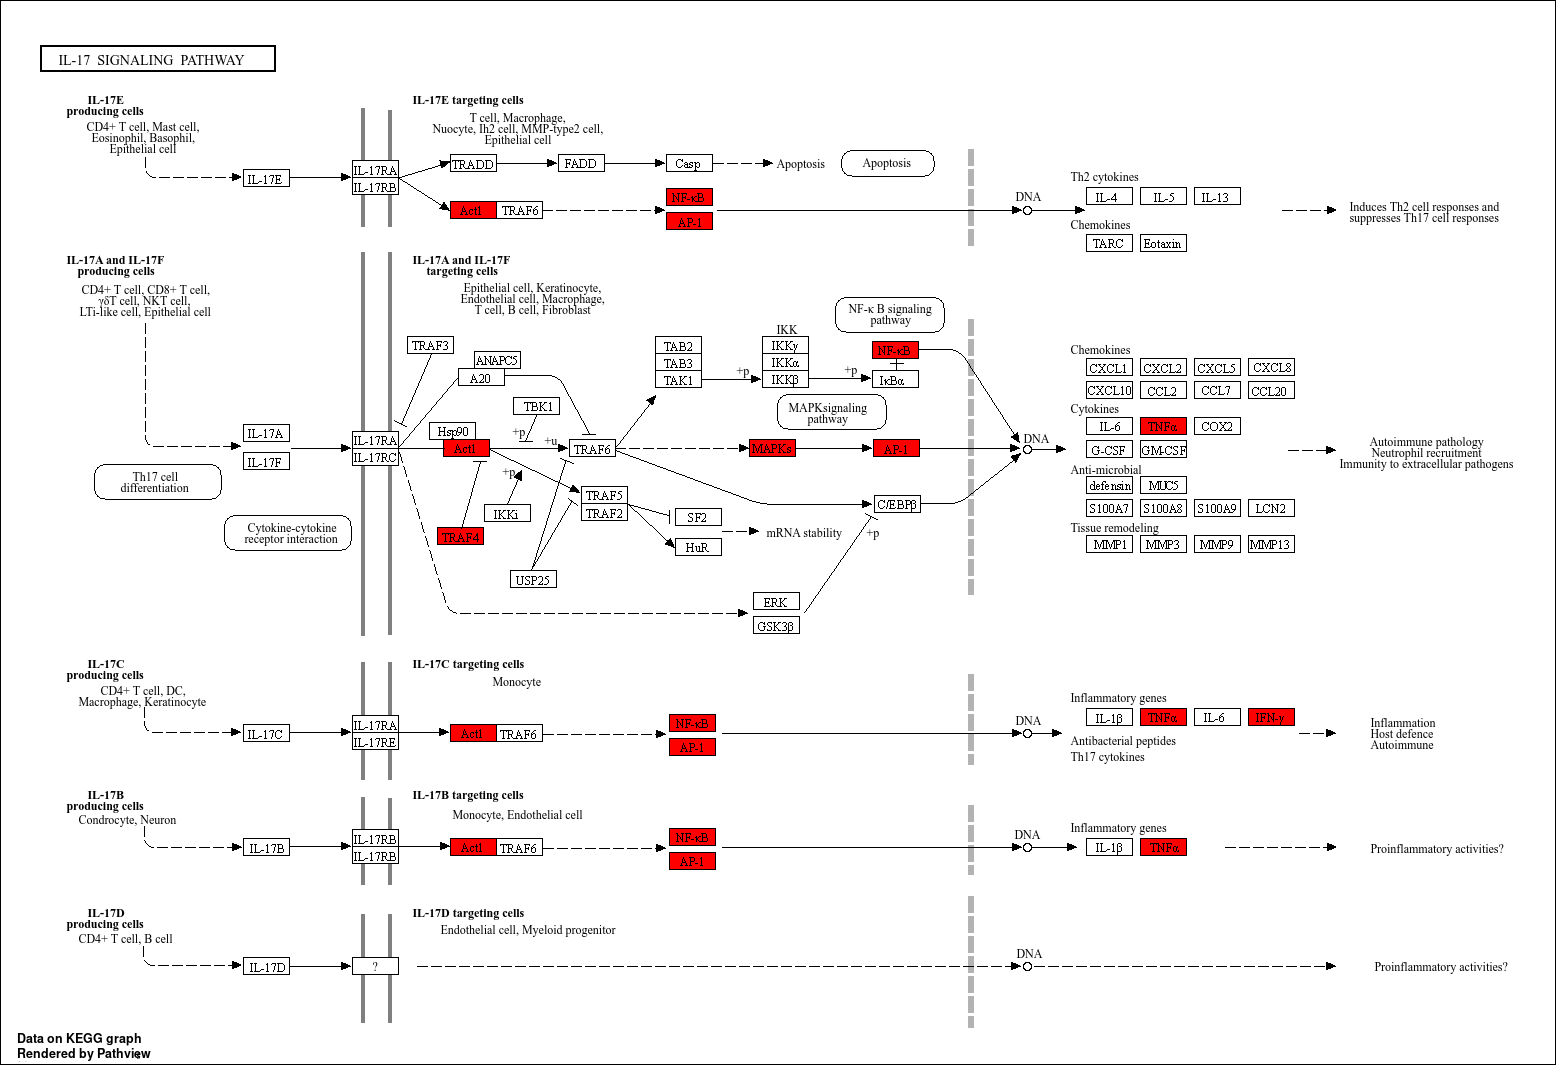 IL-17 SIGNALING PATHWAY
IL-17E
producing cells
CD4+ T cell, Mast cell,
Eosinophil, Basophil,
Epithelial cell
IL-17E
IL-17RA
IL-17RB
IL-17E targeting cells
T cell, Macrophage,
Nuocyte, Ih2 cell, MMP-type2 cell,
Epithelial cell
TRADD
FADD
Casp
Apoptosis
Apoptosis
Act1
TRAF6
NF-κB
AP-1
DNA
Th2 cytokines
IL-4
IL-5
IL-13
Chemokines
TARC
Eotaxin
Induces Th2 cell responses and
suppresses Th17 cell responses
IL-17A and IL-17F
producing cells
CD4+ T cell, CD8+ T cell,
γδT cell, NKT cell,
LTi-like cell, Epithelial cell
IL-17A
IL-17F
Th17 cell
differentiation
Cytokine-cytokine
receptor interaction
IL-17RA
IL-17RC
IL-17A and IL-17F
targeting cells
Epithelial cell, Keratinocyte,
Endothelial cell, Macrophage,
T cell, B cell, Fibroblast
TRAF3
ANAPC5
A20
TBK1
Hsp90
Act1
+p
+u
+p
TRAF6
TRAF4
IKKi
TRAF5
TRAF2
USP25
SF2
HuR
mRNA stability
TAB2
TAB3
TAK1
+p
IKK
IKKγ
IKKα
IKKβ
+p
NF-κ B signaling
pathway
NF-κB
IκBα
MAPKsignaling
pathway
MAPKs
AP-1
C/EBPβ
+p
ERK
GSK3β
DNA
Chemokines
CXCL1
CXCL2
CXCL5
CXCL8
CXCL10
CCL2
CCL7
CCL20
Cytokines
IL-6
TNFα
COX2
G-CSF
GM-CSF
Anti-microbial
defensin
MUC5
S100A7
S100A8
S100A9
LCN2
Tissue remodeling
MMP1
MMP3
MMP9
MMP13
Autoimmune pathology
Neutrophil recruitment
Immunity to extracellular pathogens
IL-17C
producing cells
CD4+ T cell, DC,
Macrophage, Keratinocyte
IL-17C
IL-17RA
IL-17RE
IL-17C targeting cells
Monocyte
Act1
TRAF6
NF-κB
AP-1
DNA
Inflammatory genes
IL-1β
TNFα
IL-6
IFN-γ
Antibacterial peptides
Th17 cytokines
Inflammation
Host defence
Autoimmune
IL-17B
producing cells
Condrocyte, Neuron
IL-17B
IL-17RB
IL-17RB
IL-17B targeting cells
Monocyte, Endothelial cell
Act1
TRAF6
NF-κB
AP-1
DNA
Inflammatory genes
IL-1β
TNFα
Proinflammatory activities?
IL-17D
producing cells
CD4+ T cell, B cell
IL-17D
?
IL-17D targeting cells
Endothelial cell, Myeloid progenitor
DNA
Proinflammatory activities?
Data on KEGG graph
Rendered by Pathview